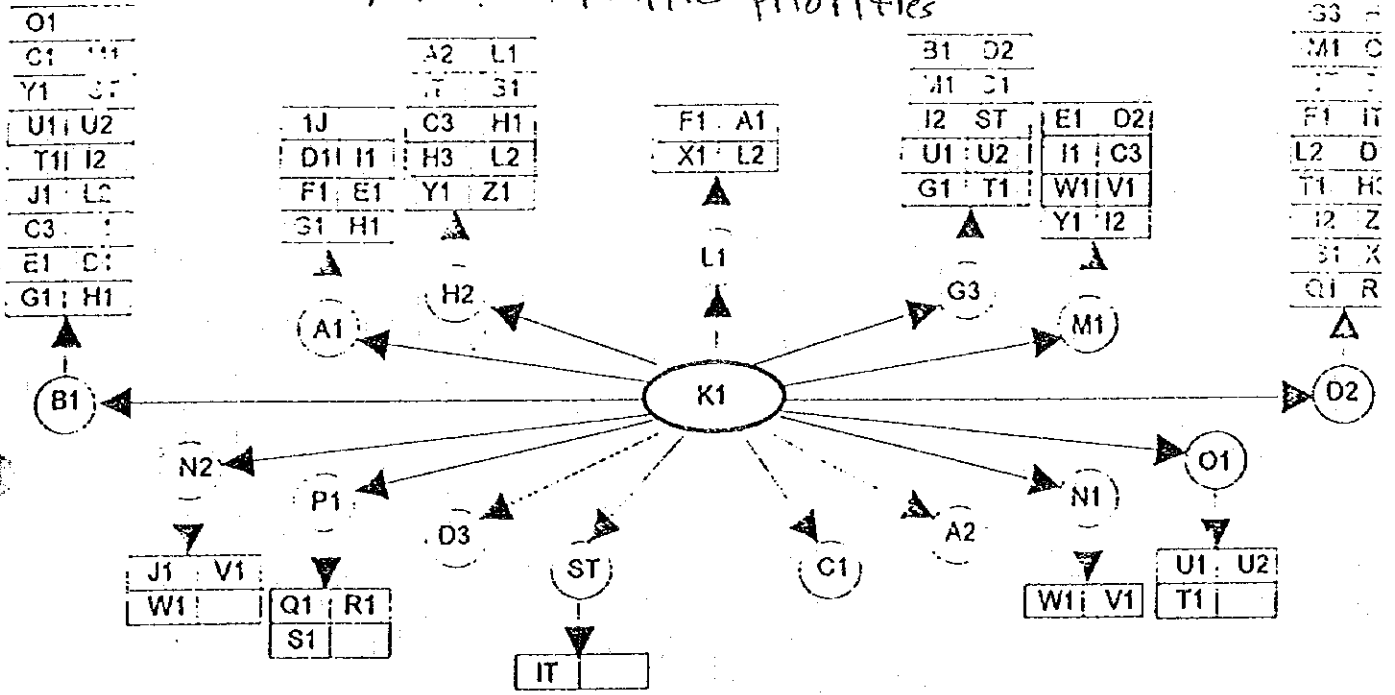 priorities
O1
C1
Y1
U1 U2
T1 I2
J1 L2
C3
E1
G1 H1
B1
1J
D1 I1
F1 E1
G1 H1
A1
A2 L1
C3 H1
H3 L2
Y1 Z1
H2
F1 A1
X1 L2
L1
B1 D2
M1 C1
I2 ST
U1 U2
G1 T1
G3
E1 D2
I1 C3
W1 V1
Y1 I2
M1
G3
M1 C
F1 IT
L2 D
T1
I2 Z
X
Q1 R
D2
K1
N2
J1 V1
W1
P1
Q1 R1
S1
D3
ST
IT
C1
A2
N1
W1 V1
O1
U1 U2
T1